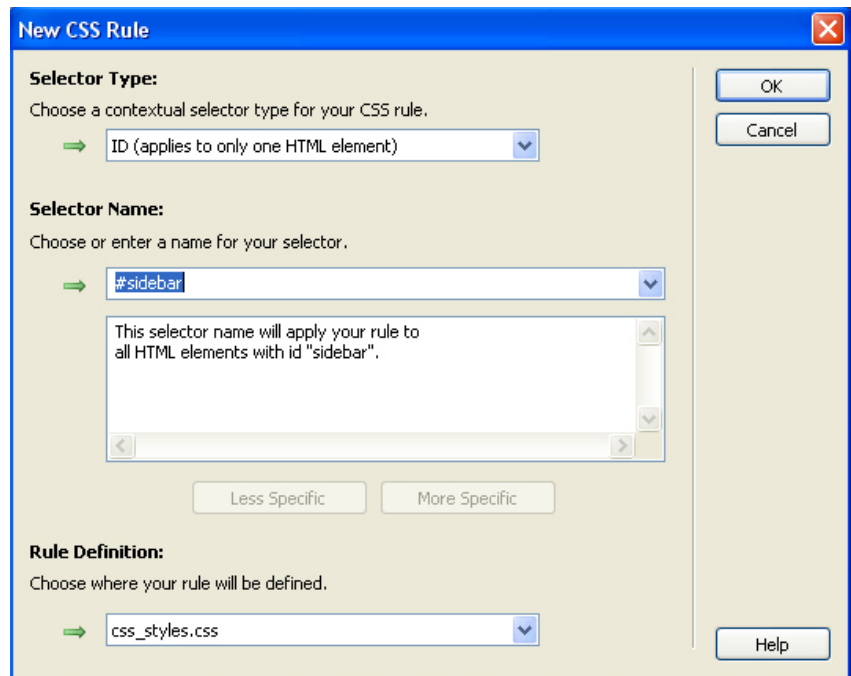 New CSS Rule
Selector Type:
Choose a contextual selector type for your CSS rule.
ID (applies to only one HTML element)
OK
Cancel
Selector Name:
Choose or enter a name for your selector.
#sidebar
This selector name will apply your rule to
all HTML elements with id "sidebar".
Less Specific
More Specific
Rule Definition:
Choose where your rule will be defined.
css_styles.css
Help